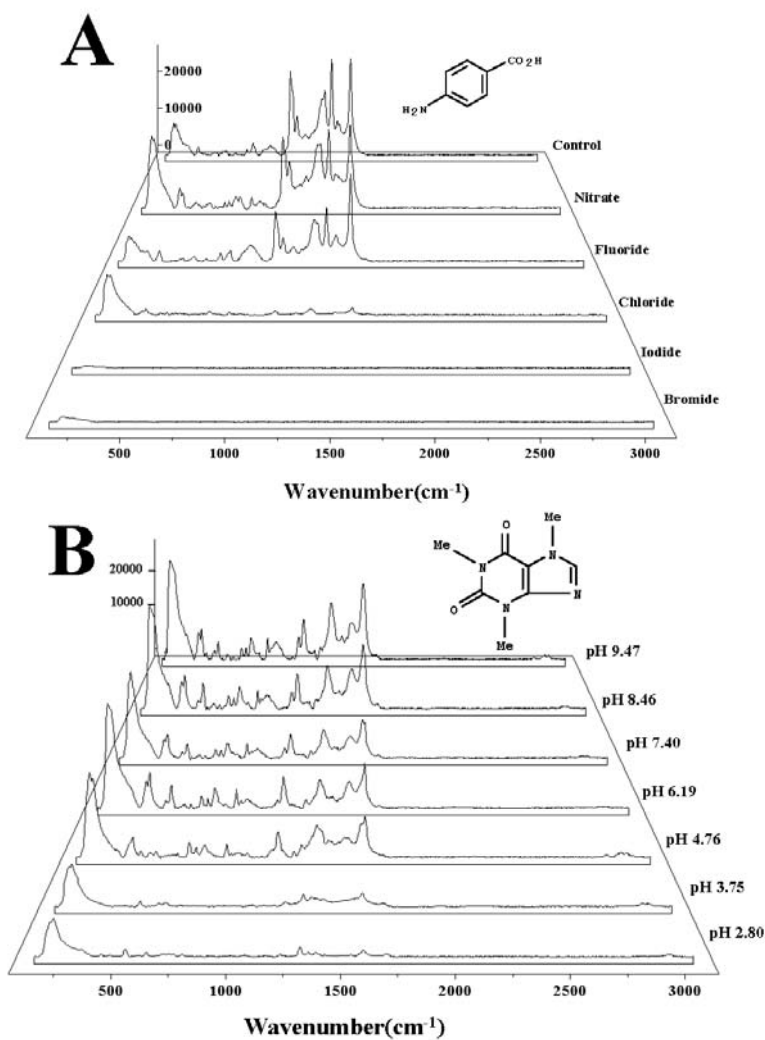 A
20000
10000
0
CO2H
H2N
Control
Nitrate
Fluoride
Chloride
Iodide
Bromide
500 1000 1500 2000 2500 3000
Wavenumber(cm-1)
B
20000
10000
O
Me
Me
N
N
O
N
N
Me
pH 9.47
pH 8.46
pH 7.40
pH 6.19
pH 4.76
pH 3.75
pH 2.80
500 1000 1500 2000 2500 3000
Wavenumber(cm-1)